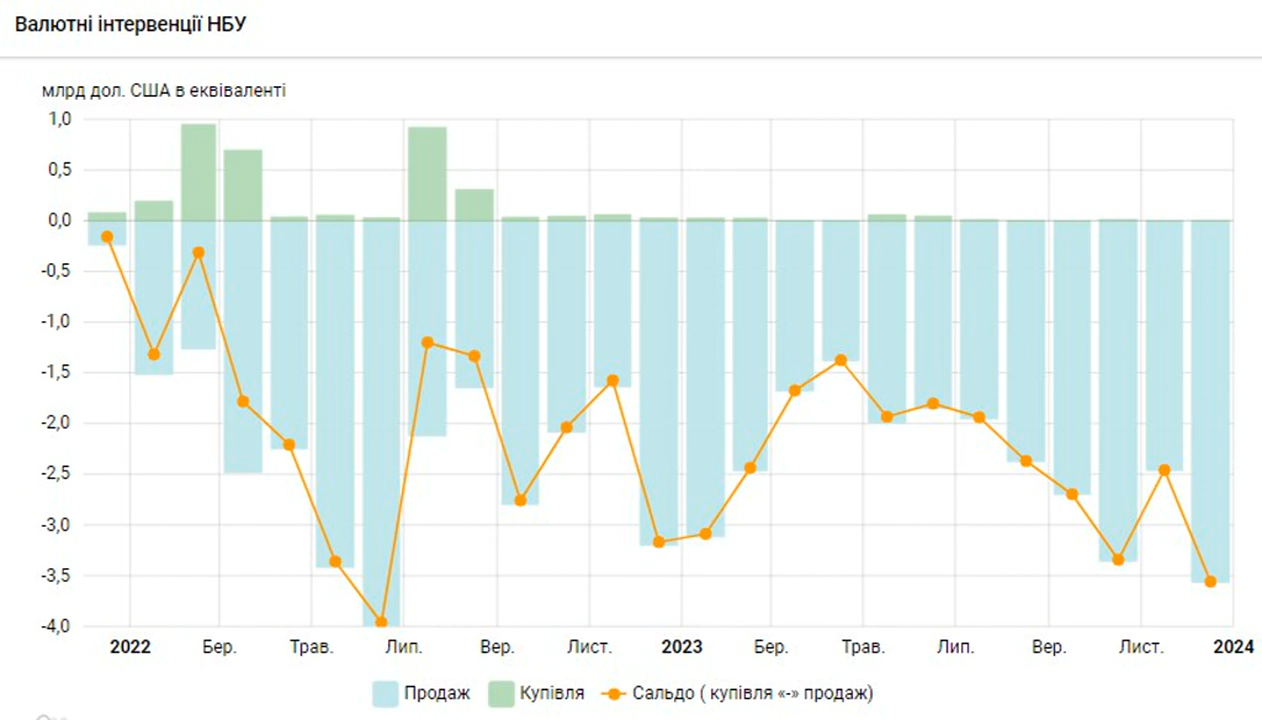 Валютні інтервенції НБУ
млрд дол. США в еквіваленті
1,0
0,5
0,0
-0,5
-1,0
-1,5
-2,0
-2,5
-3,0
-3,5
-4,0
2022 Бер. Трав. Лип. Вер. Лист. 2023 Бер. Трав. Лип. Вер. Лист. 2024
Продаж Купівля Сальдо ( купівля «-» продаж)